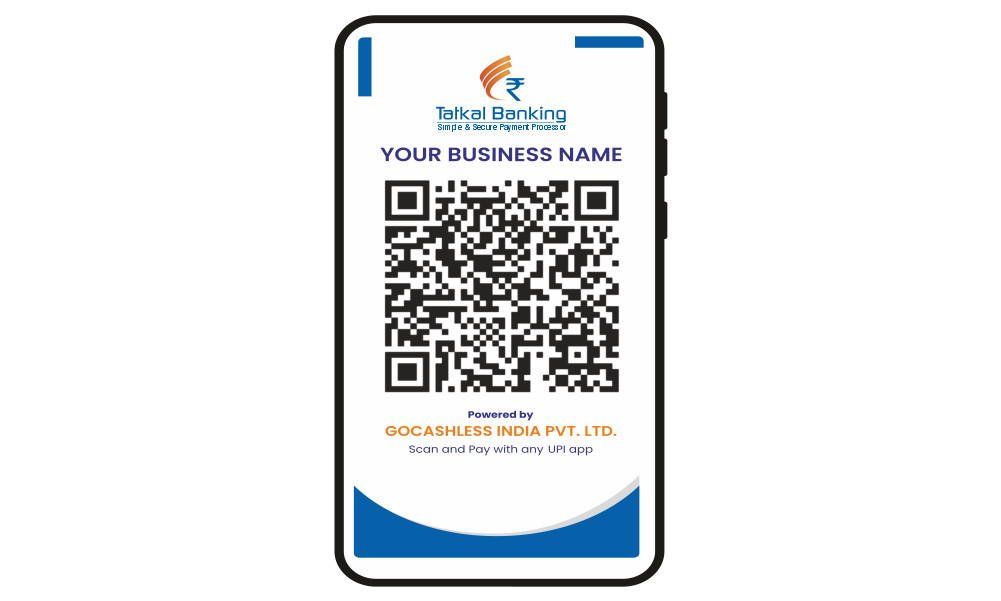 Tatkal Banking
Simple & Secure Payment Processor
YOUR BUSINESS NAME
Powered by
GOCASHLESS INDIA PVT. LTD.
Scan and Pay with any UPI app